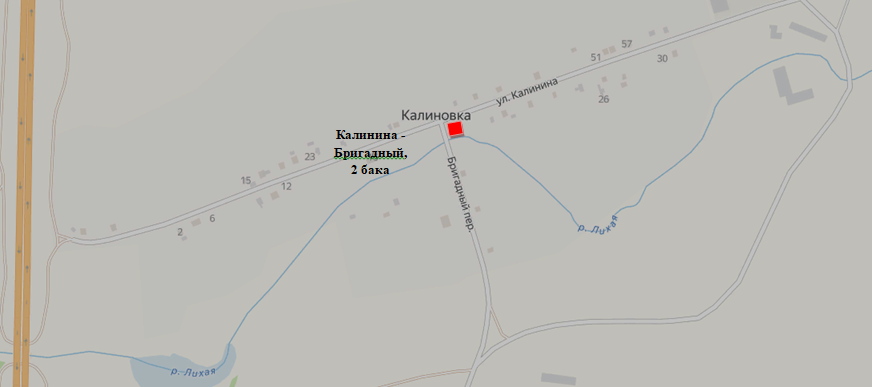 57
51
30
ул. Калинина
26
Калиновка
Калинина -
Бригадный,
2 бака
23
15
12
Бригадный пер.
6
2
р. Лихая
р. Лихая